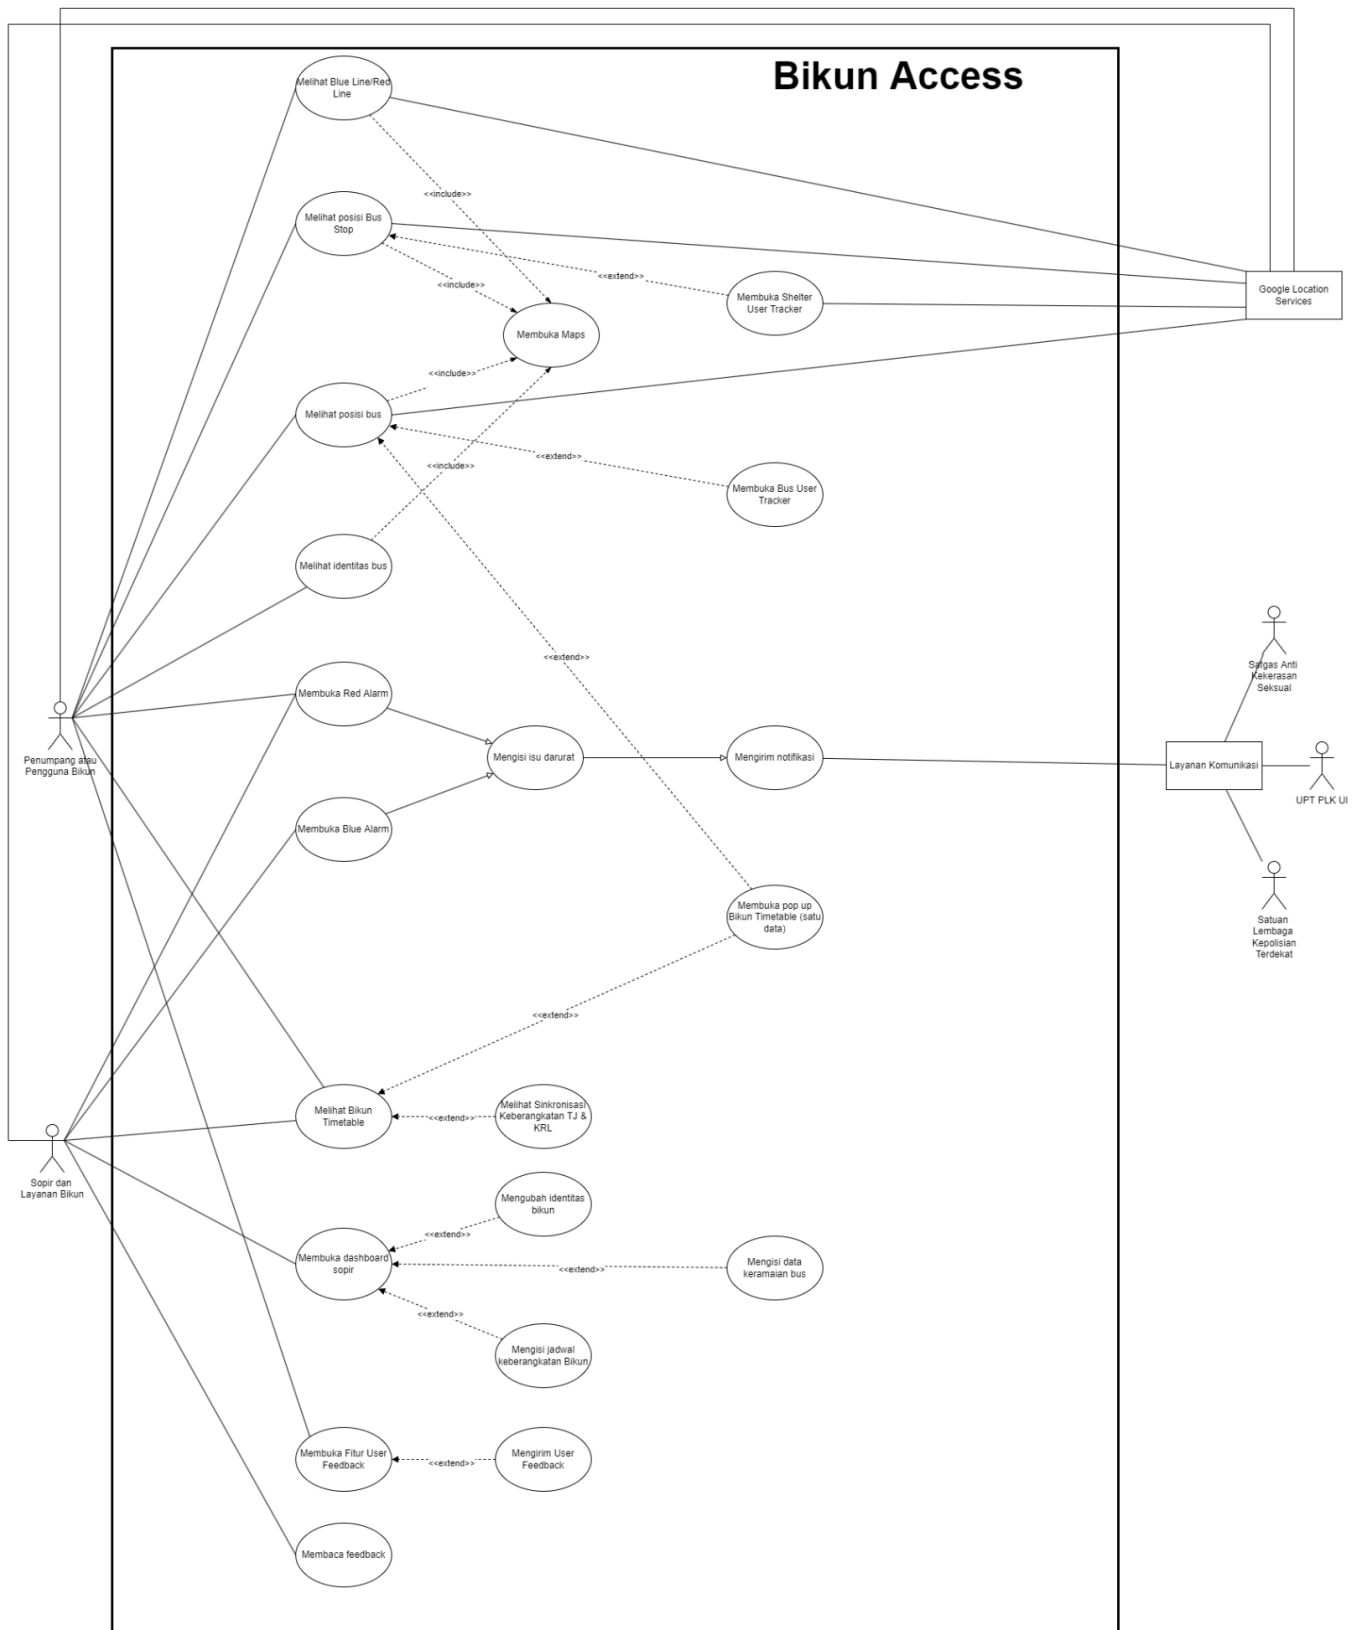 Bikun Access
Melihat Blue Line/Red
Line
<<include>>
Melihat posisi Bus
Stop
<<extend>>
<<include>>
Membuka Shelter
User Tracker
Google Location
Services
Membuka Maps
<<include>>
Melihat posisi bus
<<extend>>
<<include>>
Membuka Bus User
Tracker
Melihat identitas bus
<<extend>>
Satgas Anti
Kekerasan
Seksual
Membuka Red Alarm
Penumpang atau
Pengguna Bikun
Mengisi isu darurat
Mengirim notifikasi
Layanan Komunikasi
UPT PLK UI
Membuka Blue Alarm
Membuka pop up
Bikun Timetable (satu
data)
Satuan
Lembaga
Kepolisian
Terdekat
<<extend>>
Melihat Bikun
Timetable
<<extend>>
Melihat Sinkronisasi
Keberangkatan TJ &
KRL
Sopir dan
Layanan Bikun
Mengubah identitas
bikun
<<extend>>
Membuka dashboard
sopir
<<extend>>
Mengisi data
keramaian bus
<<extend>>
Mengisi jadwal
keberangkatan Bikun
Membuka Fitur User
Feedback
<<extend>>
Mengirim User
Feedback
Membaca feedback